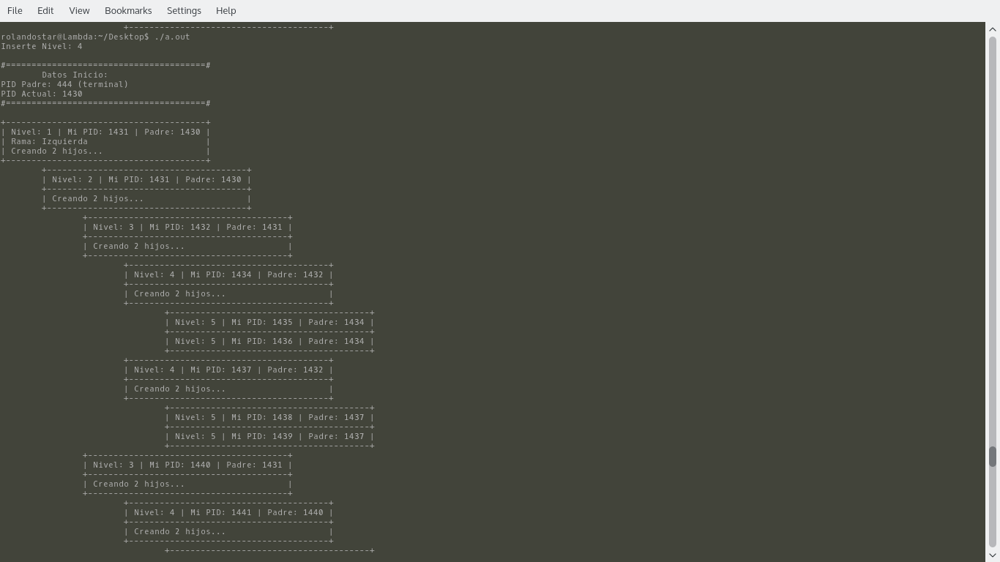 File Edit View Bookmarks Settings Help
+---------------------------------------+
rolandostar@Lambda:~/Desktop$ ./a.out
Inserte Nivel: 4
#=======================================#
Datos Inicio:
PID Padre: 444 (terminal)
PID Actual: 1430
#=======================================#
+---------------------------------------+
| Nivel: 1 | Mi PID: 1431 | Padre: 1430 |
| Rama: Izquierda |
| Creando 2 hijos... |
+---------------------------------------+
+---------------------------------------+
| Nivel: 2 | Mi PID: 1431 | Padre: 1430 |
+---------------------------------------+
| Creando 2 hijos... |
+---------------------------------------+
+---------------------------------------+
| Nivel: 3 | Mi PID: 1432 | Padre: 1431 |
+---------------------------------------+
| Creando 2 hijos... |
+---------------------------------------+
+---------------------------------------+
| Nivel: 4 | Mi PID: 1434 | Padre: 1432 |
+---------------------------------------+
| Creando 2 hijos... |
+---------------------------------------+
+---------------------------------------+
| Nivel: 5 | Mi PID: 1435 | Padre: 1434 |
+---------------------------------------+
| Nivel: 5 | Mi PID: 1436 | Padre: 1434 |
+---------------------------------------+
+---------------------------------------+
| Nivel: 4 | Mi PID: 1437 | Padre: 1432 |
+---------------------------------------+
| Creando 2 hijos... |
+---------------------------------------+
+---------------------------------------+
| Nivel: 5 | Mi PID: 1438 | Padre: 1437 |
+---------------------------------------+
| Nivel: 5 | Mi PID: 1439 | Padre: 1437 |
+---------------------------------------+
+---------------------------------------+
| Nivel: 3 | Mi PID: 1440 | Padre: 1431 |
+---------------------------------------+
| Creando 2 hijos... |
+---------------------------------------+
+---------------------------------------+
| Nivel: 4 | Mi PID: 1441 | Padre: 1440 |
+---------------------------------------+
| Creando 2 hijos... |
+---------------------------------------+
+---------------------------------------+